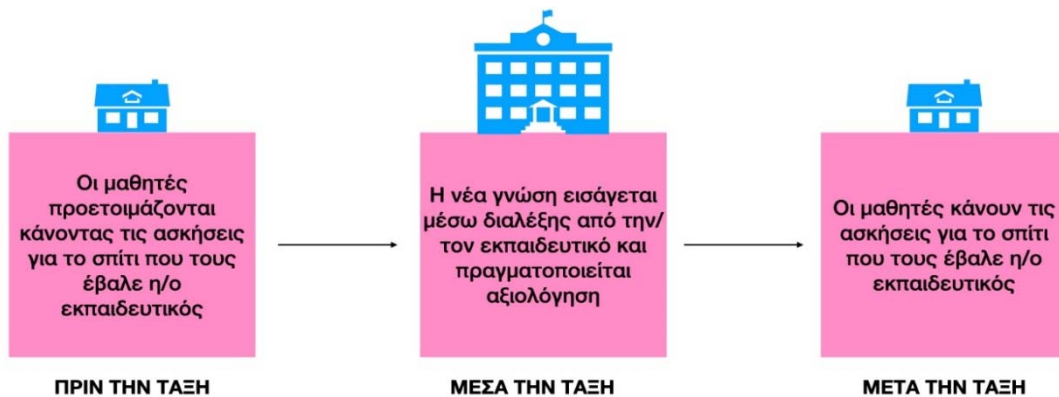 Οι μαθητές
προετοιμάζονται
κάνοντας τις ασκήσεις
για το σπίτι που τους
έβαλε η/ο
εκπαιδευτικός
ΠΡΙΝ ΤΗΝ ΤΑΞΗ
Η νέα γνώση εισάγεται
μέσω διαλέξης από την/
τον εκπαιδευτικό και
πραγματοποιείται
αξιολόγηση
ΜΕΣΑ ΤΗΝ ΤΑΞΗ
Οι μαθητές κάνουν τις
ασκήσεις για το σπίτι
που τους έβαλε η/ο
εκπαιδευτικός
ΜΕΤΑ ΤΗΝ ΤΑΞΗ